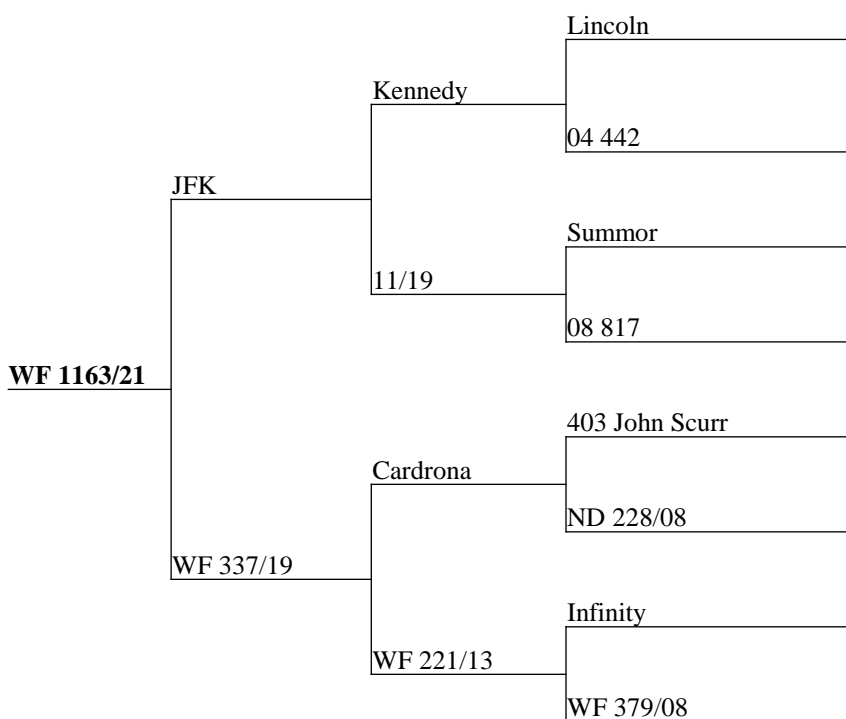 Lincoln
Kennedy
04 442
JFK
Summor
11/19
08 817
WF 1163/21
403 John Scurr
Cardrona
ND 228/08
WF 337/19
Infinity
WF 221/13
WF 379/08